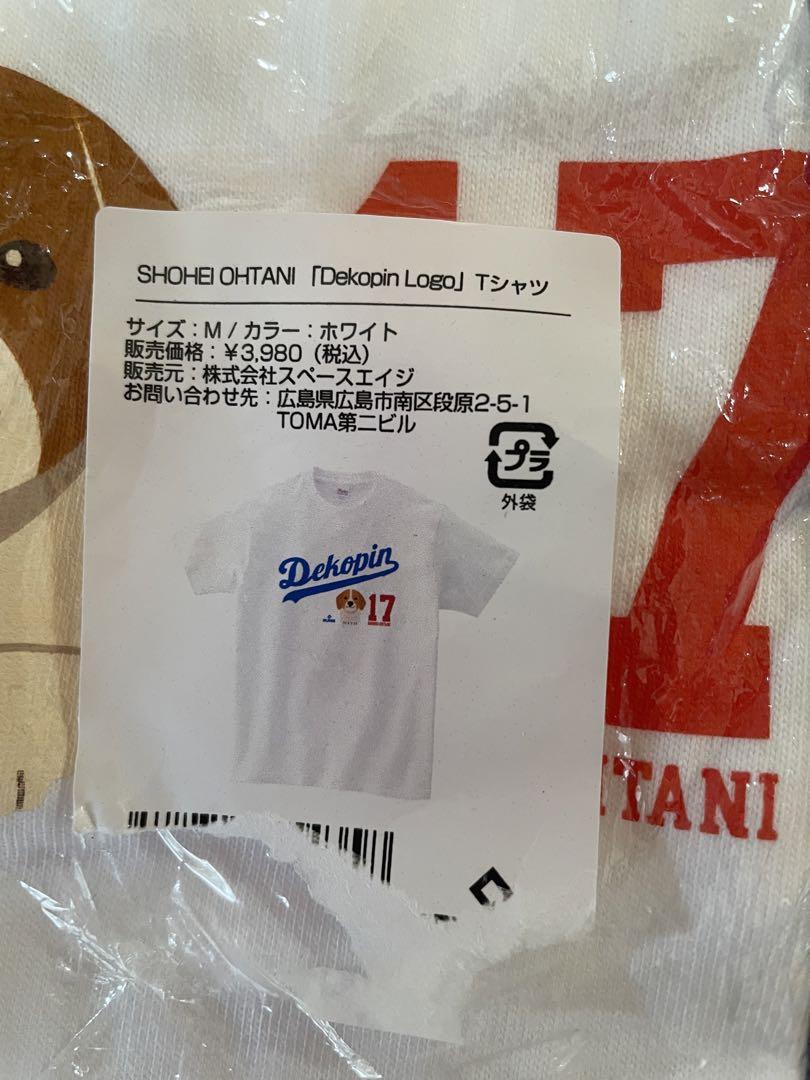 SHOHEI OHTANI 「Dekopin Logo」 Tシャツ
サイズ：M / カラー：ホワイト
販売価格：￥3,980（税込）
販売元：株式会社スペースエイジ
お問い合わせ先：広島県広島市南区段原2-5-1
TOMA第二ビル
プラ
外袋
Dekopin
17
17
ITANI